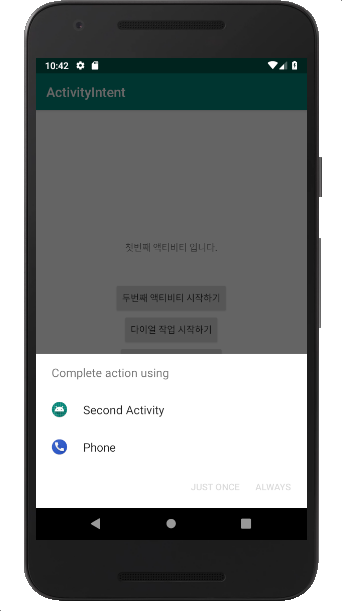 10:42
ActivityIntent
첫번째 액티비티 입니다.
두번째 액티비티 시작하기
다이얼 작업 시작하기
Complete action using
Second Activity
Phone
JUST ONCE ALWAYS